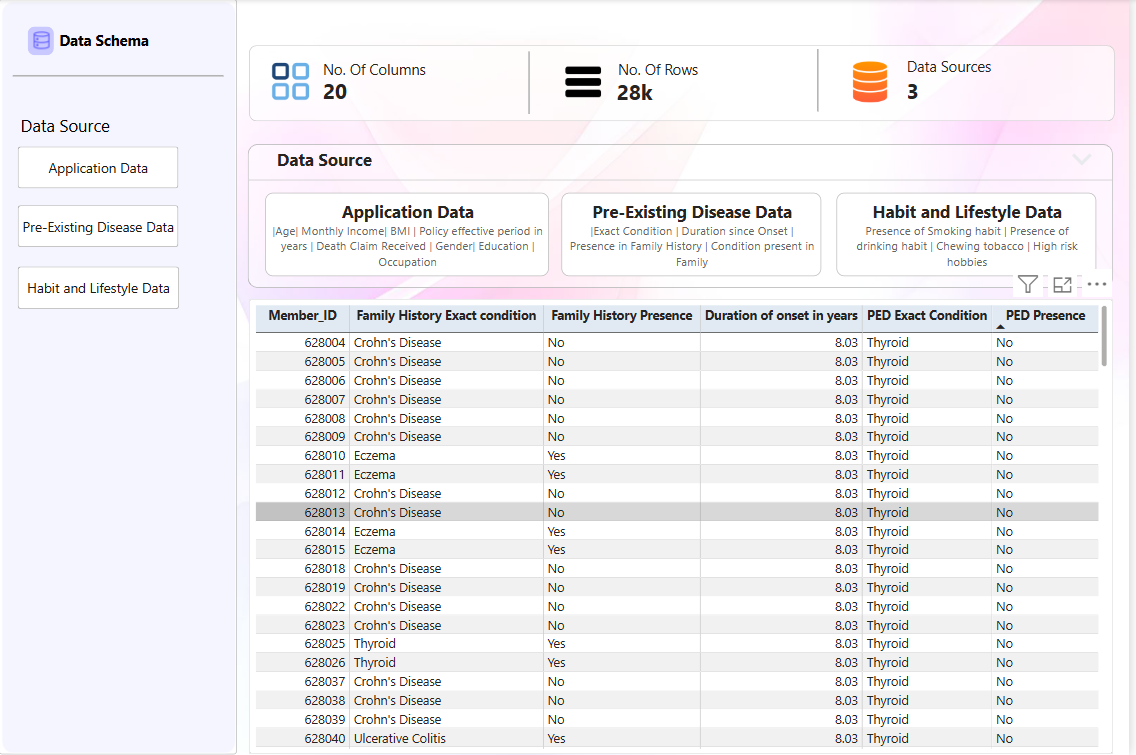 Data Schema
Data Source
Application Data
Pre-Existing Disease Data
Habit and Lifestyle Data
No. Of Columns
20
No. Of Rows
28k
Data Sources
3
Data Source
Application Data
|Age| Monthly Income| BMI | Policy effective period in
years | Death Claim Received | Gender| Education |
Occupation
Pre-Existing Disease Data
|Exact Condition | Duration since Onset |
Presence in Family History | Condition present in
Family
Habit and Lifestyle Data
Presence of Smoking habit | Presence of
drinking habit | Chewing tobacco | High risk
hobbies
Member_ID Family History Exact condition Family History Presence Duration of onset in years PED Exact Condition PED Presence
628004 Crohn's Disease No 8.03 Thyroid No
628005 Crohn's Disease No 8.03 Thyroid No
628006 Crohn's Disease No 8.03 Thyroid No
628007 Crohn's Disease No 8.03 Thyroid No
628008 Crohn's Disease No 8.03 Thyroid No
628009 Crohn's Disease No 8.03 Thyroid No
628010 Eczema Yes 8.03 Thyroid No
628011 Eczema Yes 8.03 Thyroid No
628012 Crohn's Disease No 8.03 Thyroid No
628013 Crohn's Disease No 8.03 Thyroid No
628014 Eczema Yes 8.03 Thyroid No
628015 Eczema Yes 8.03 Thyroid No
628018 Crohn's Disease No 8.03 Thyroid No
628019 Crohn's Disease No 8.03 Thyroid No
628022 Crohn's Disease No 8.03 Thyroid No
628023 Crohn's Disease No 8.03 Thyroid No
628025 Thyroid Yes 8.03 Thyroid No
628026 Thyroid Yes 8.03 Thyroid No
628037 Crohn's Disease No 8.03 Thyroid No
628038 Crohn's Disease No 8.03 Thyroid No
628039 Crohn's Disease No 8.03 Thyroid No
628040 Ulcerative Colitis Yes 8.03 Thyroid No